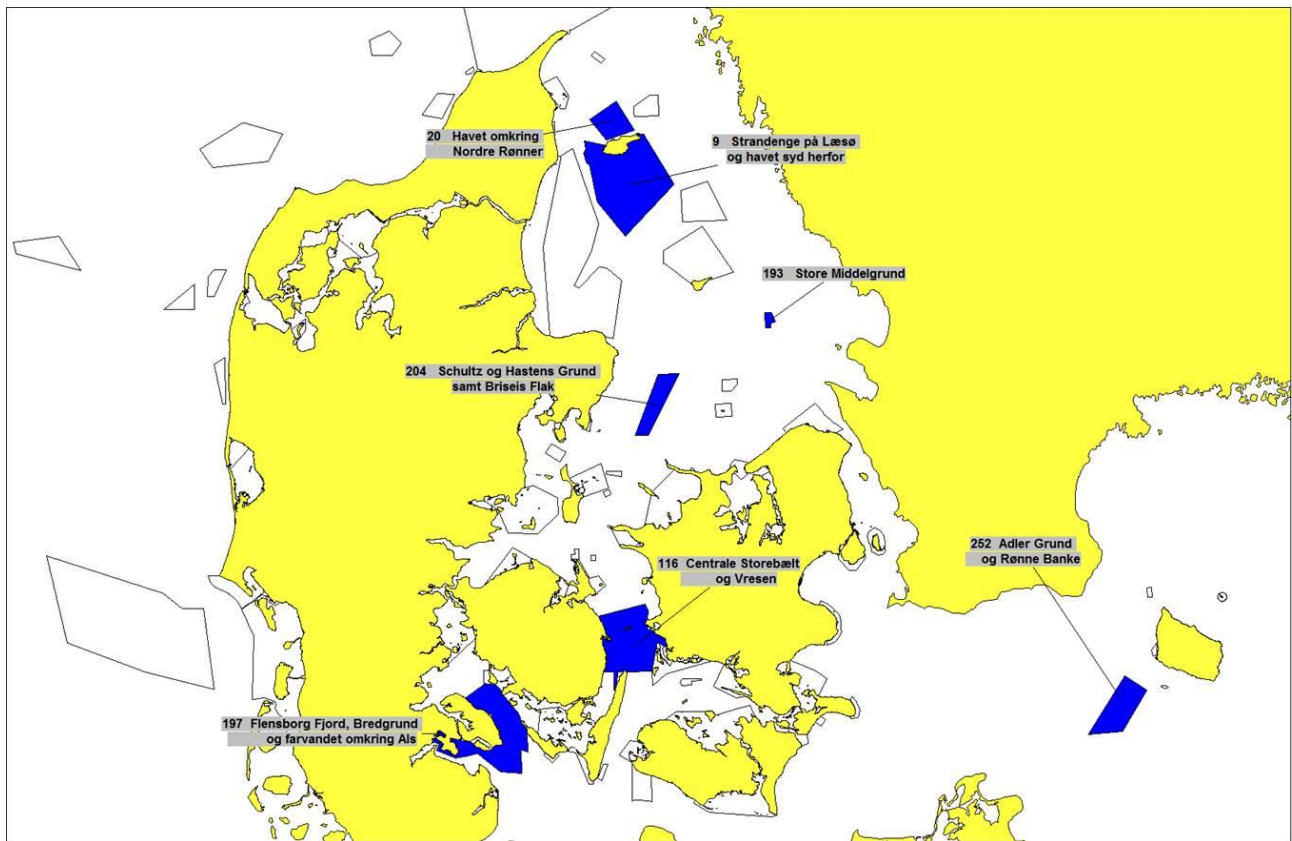 20 Havet omkring
Nordre Rønner
9 Strandenge på Læsø
og havet syd herfor
193 Store Middelgrund
204 Schultz og Hastens Grund
samt Briseis Flak
252 Adler Grund
og Rønne Banke
116 Centrale Storebælt
og Vresen
197 Flensborg Fjord, Bredgrund
og farvandet omkring Als